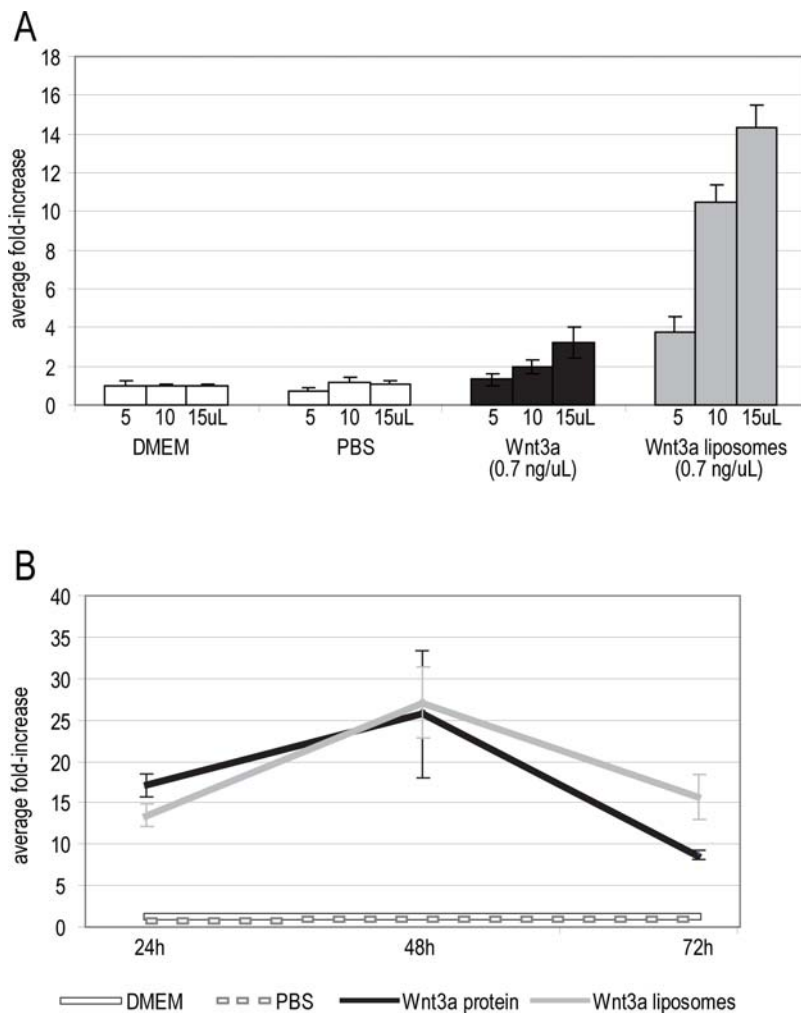 A
average fold-increase
18
16
14
12
10
8
6
4
2
0
5 10 15uL 5 10 15uL 5 10 15uL 5 10 15uL
DMEM PBS Wnt3a Wnt3a liposomes
(0.7 ng/uL) (0.7 ng/uL)
B
average fold-increase
40
35
30
25
20
15
10
5
0
24h 48h 72h
DMEM PBS Wnt3a protein Wnt3a liposomes